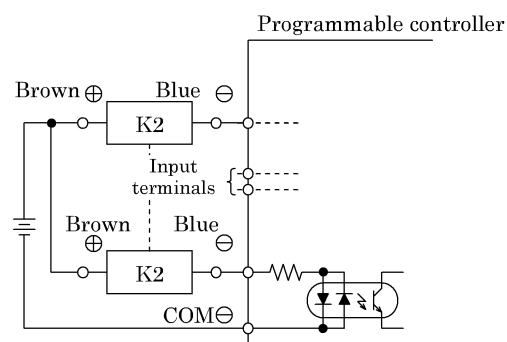 Programmable controller
Brown ⊕ Blue ⊖
K2
Input
terminals
Brown Blue
⊕ ⊖
K2
COM⊖